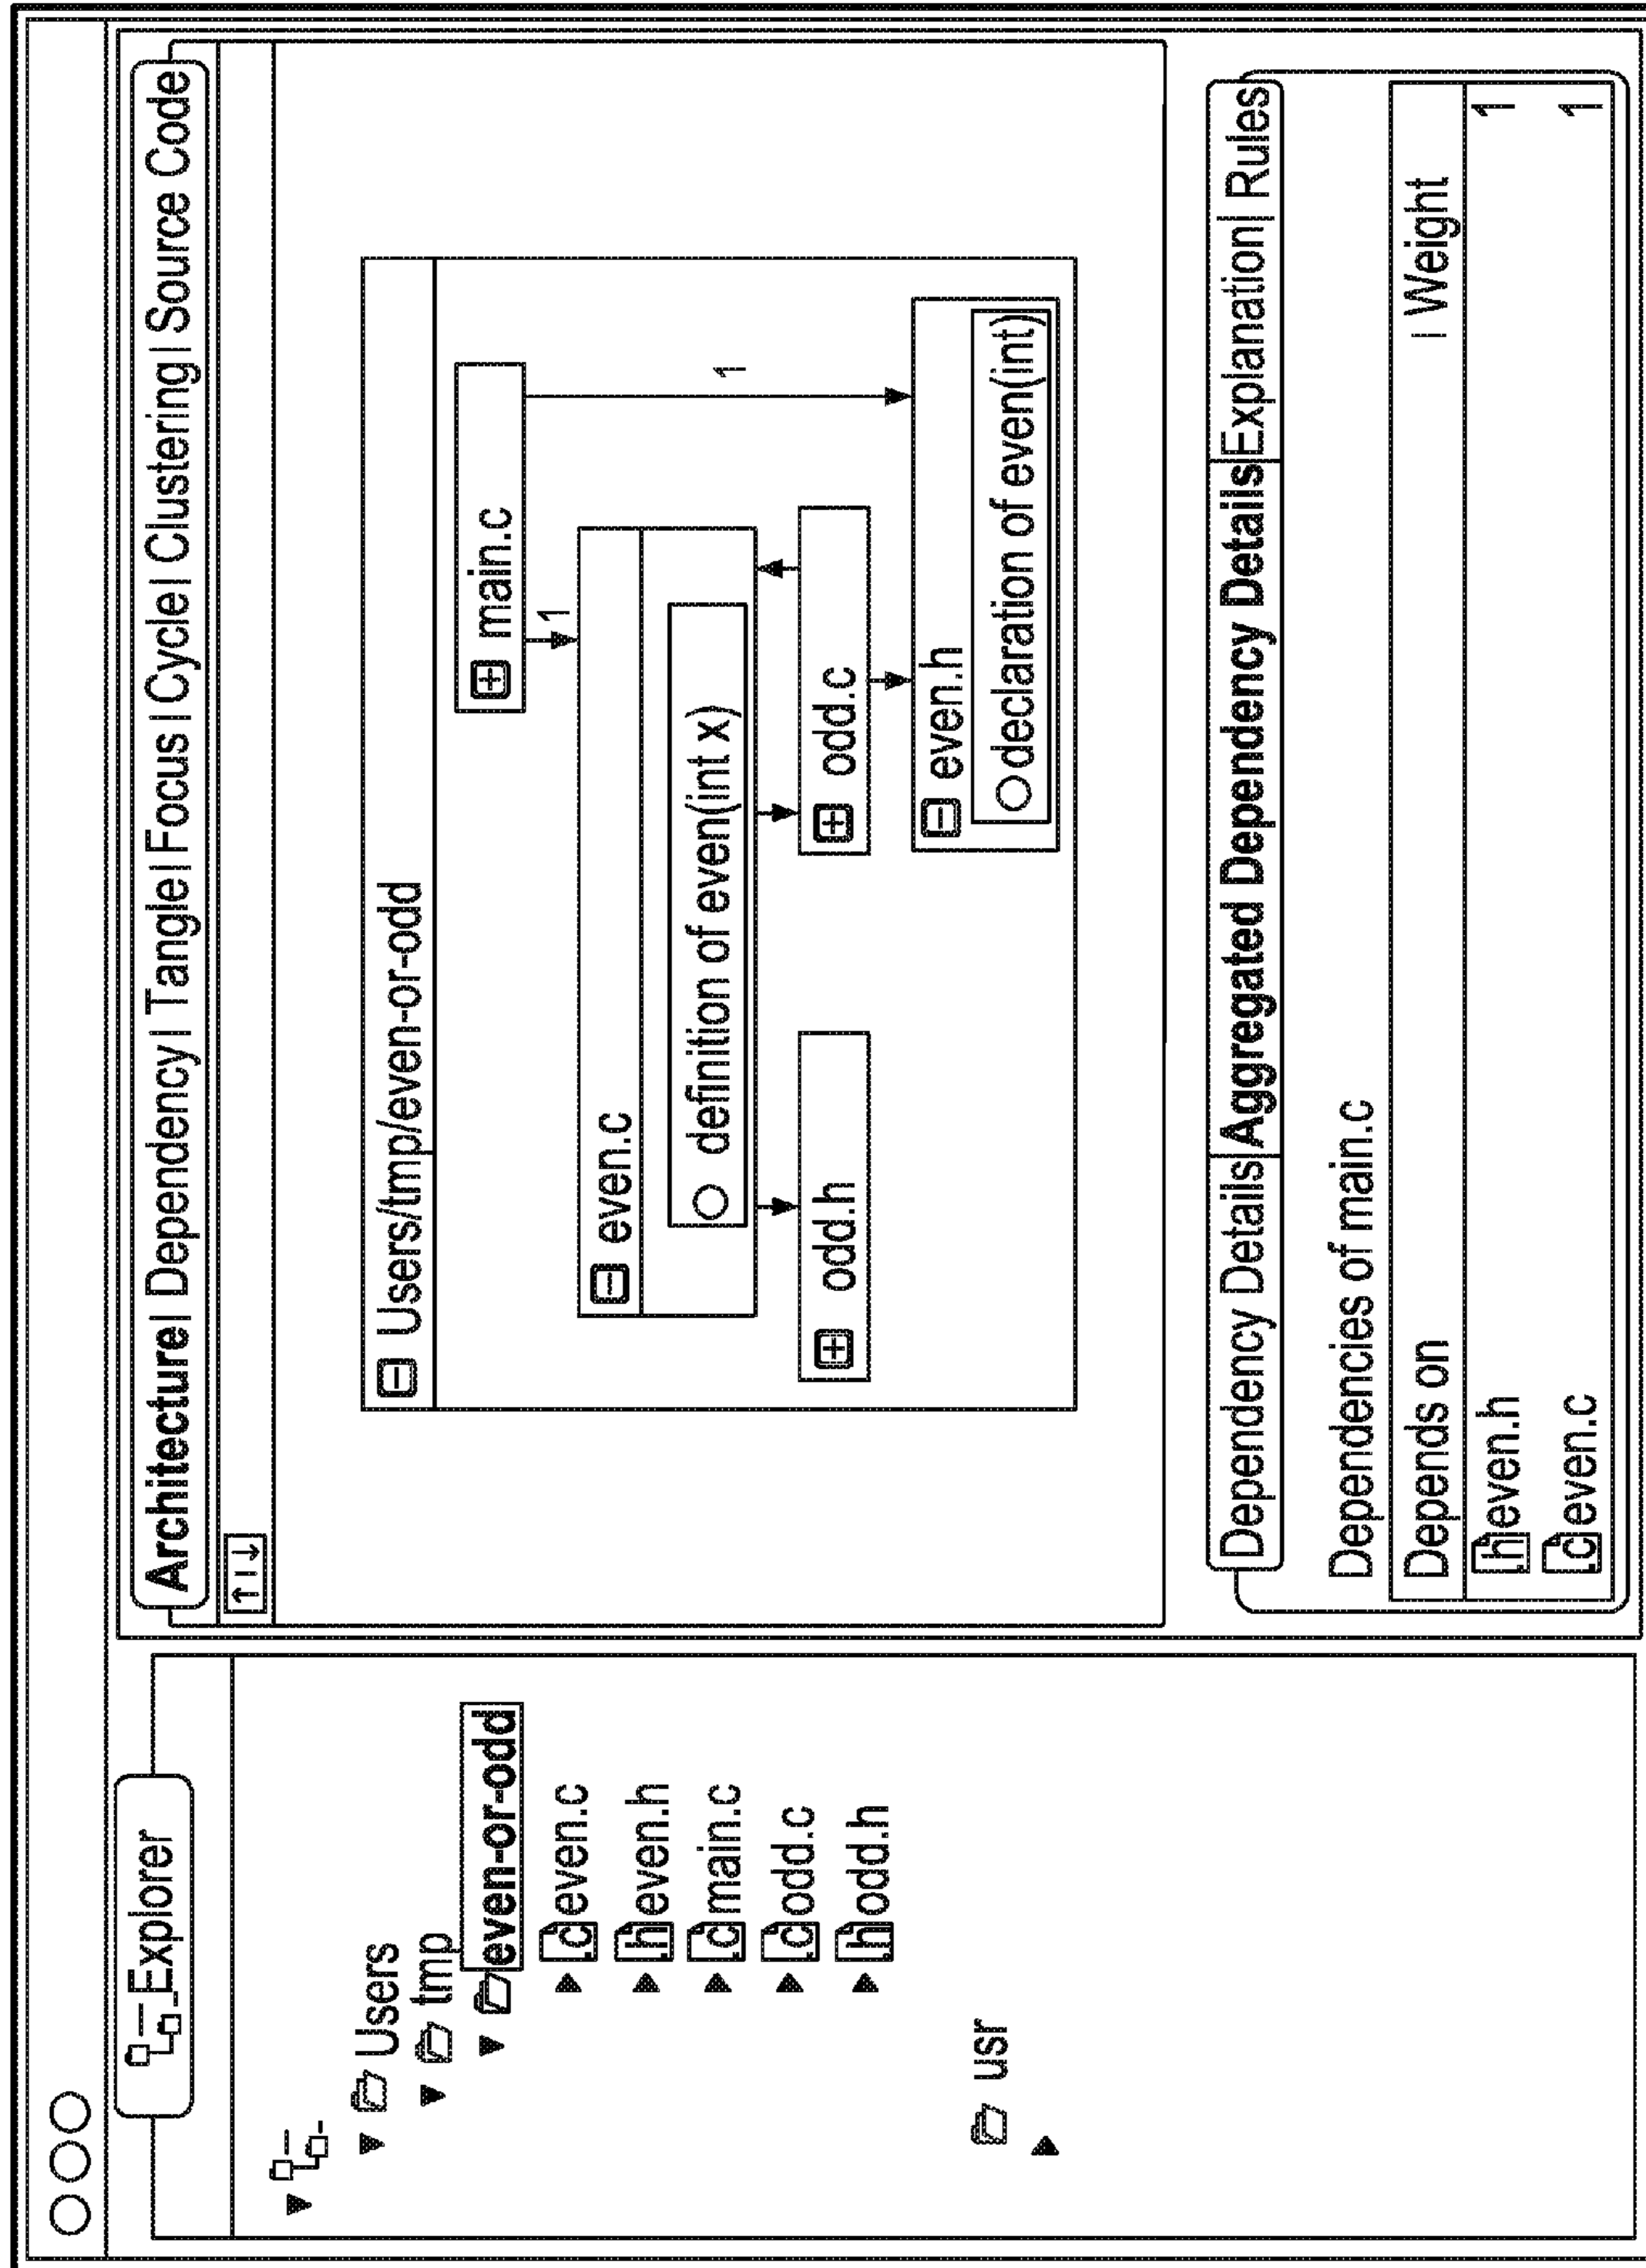 Explorer
Users
tmp
even-or-odd
.c even.c
.h even.h
.c main.c
.c odd.c
.h odd.h
usr
Architecture | Dependency | Tangle | Focus | Cycle | Clustering | Source Code
↑ | ↓
Users/tmp/even-or-odd
main.c
1
even.c
definition of even(int x)
1
odd.h
odd.c
even.h
declaration of even(int)
Dependency Details Aggregated Dependency Details Explanation | Rules
Dependencies of main.c
Depends on | Weight
.h even.h 1
.c even.c 1